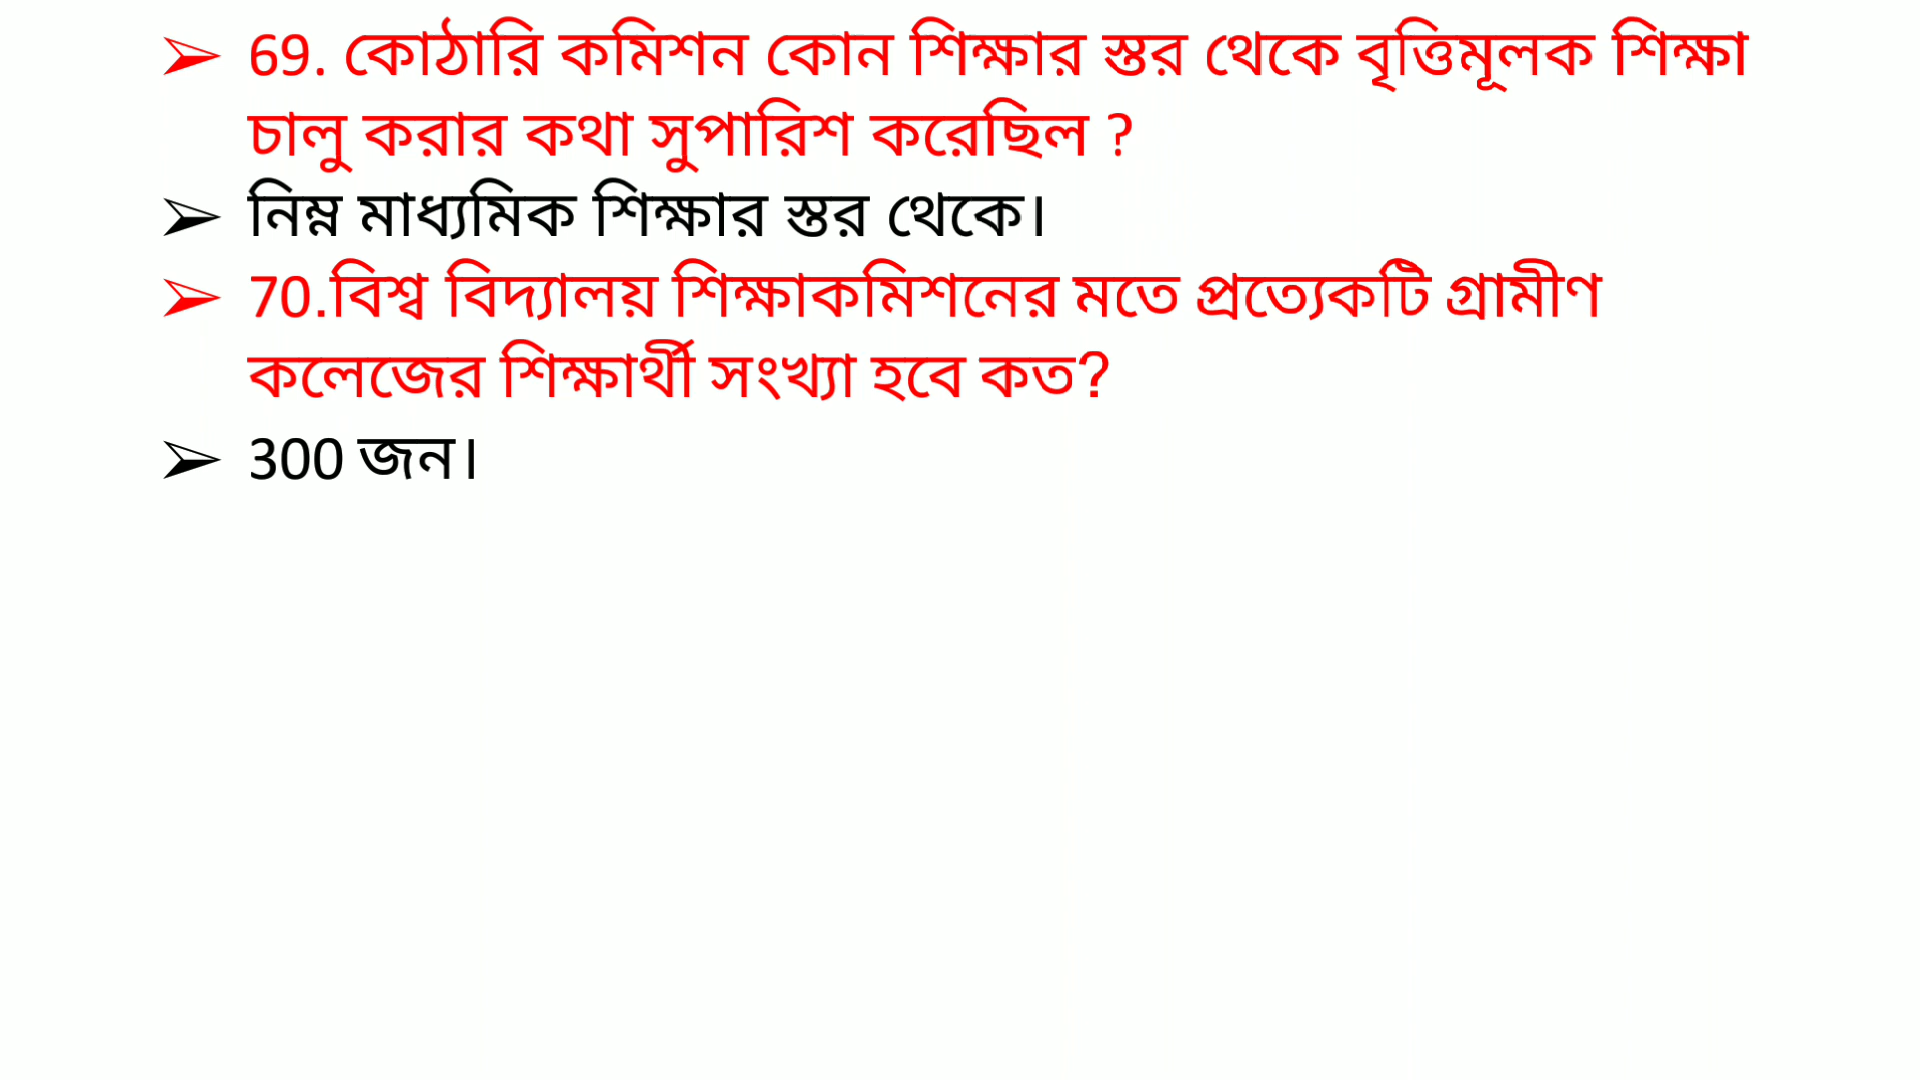 ➢ 69. কোঠারি কমিশন কোন শিক্ষার স্তর থেকে বৃত্তিমূলক শিক্ষা
চালু করার কথা সুপারিশ করেছিল ?
➢ নিম্ন মাধ্যমিক শিক্ষার স্তর থেকে।
➢ 70.বিশ্ব বিদ্যালয় শিক্ষাকমিশনের মতে প্রত্যেকটি গ্রামীণ
কলেজের শিক্ষার্থী সংখ্যা হবে কত?
➢ 300 জন।